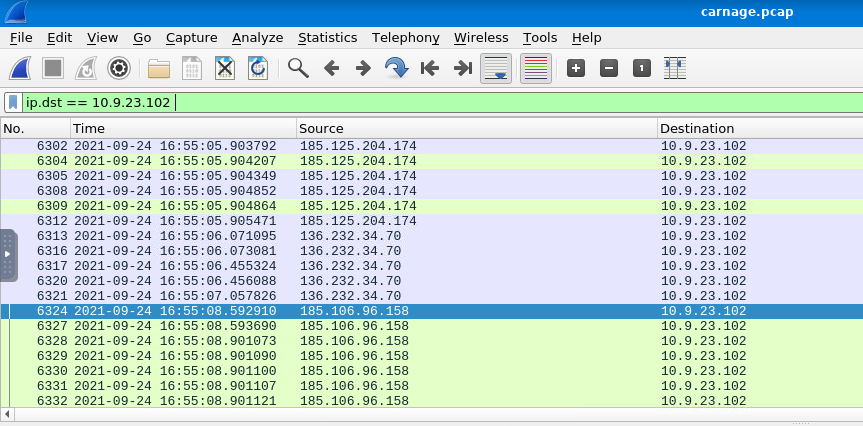 carnage.pcap
File Edit View Go Capture Analyze Statistics Telephony Wireless Tools Help
ip.dst == 10.9.23.102
No. Time Source Destination
6302 2021-09-24 16:55:05.903792 185.125.204.174 10.9.23.102
6304 2021-09-24 16:55:05.904207 185.125.204.174 10.9.23.102
6305 2021-09-24 16:55:05.904349 185.125.204.174 10.9.23.102
6308 2021-09-24 16:55:05.904852 185.125.204.174 10.9.23.102
6309 2021-09-24 16:55:05.904864 185.125.204.174 10.9.23.102
6312 2021-09-24 16:55:05.905471 185.125.204.174 10.9.23.102
6313 2021-09-24 16:55:06.071095 136.232.34.70 10.9.23.102
6316 2021-09-24 16:55:06.073081 136.232.34.70 10.9.23.102
6317 2021-09-24 16:55:06.455324 136.232.34.70 10.9.23.102
6320 2021-09-24 16:55:06.456088 136.232.34.70 10.9.23.102
6321 2021-09-24 16:55:07.057826 136.232.34.70 10.9.23.102
6324 2021-09-24 16:55:08.592910 185.106.96.158 10.9.23.102
6327 2021-09-24 16:55:08.593690 185.106.96.158 10.9.23.102
6328 2021-09-24 16:55:08.901073 185.106.96.158 10.9.23.102
6329 2021-09-24 16:55:08.901090 185.106.96.158 10.9.23.102
6330 2021-09-24 16:55:08.901100 185.106.96.158 10.9.23.102
6331 2021-09-24 16:55:08.901107 185.106.96.158 10.9.23.102
6332 2021-09-24 16:55:08.901121 185.106.96.158 10.9.23.102